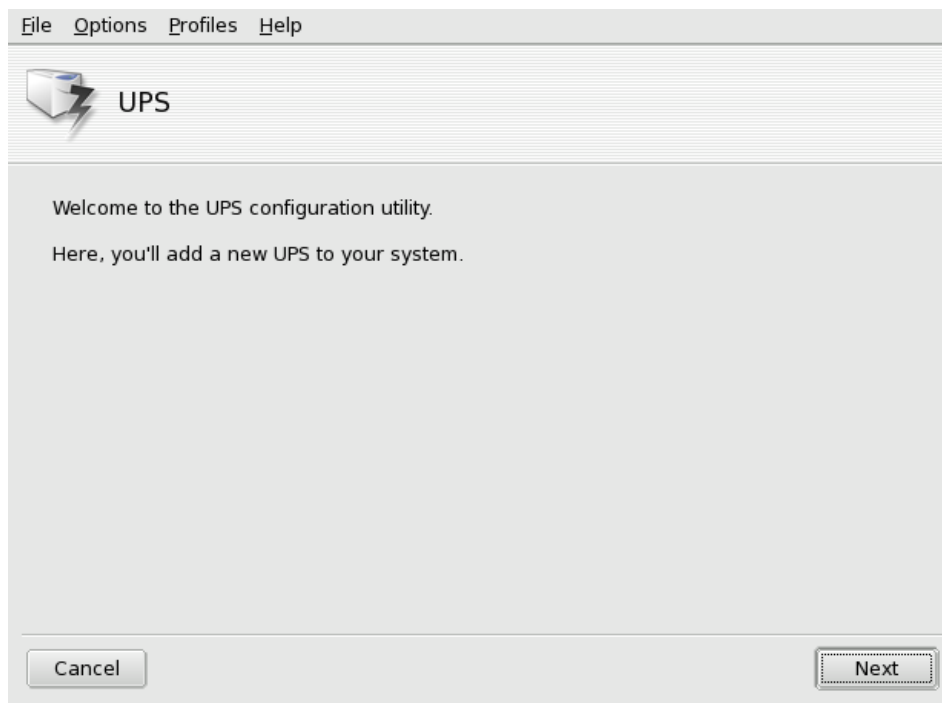 File Options Profiles Help
UPS
Welcome to the UPS configuration utility.
Here, you'll add a new UPS to your system.
Cancel Next